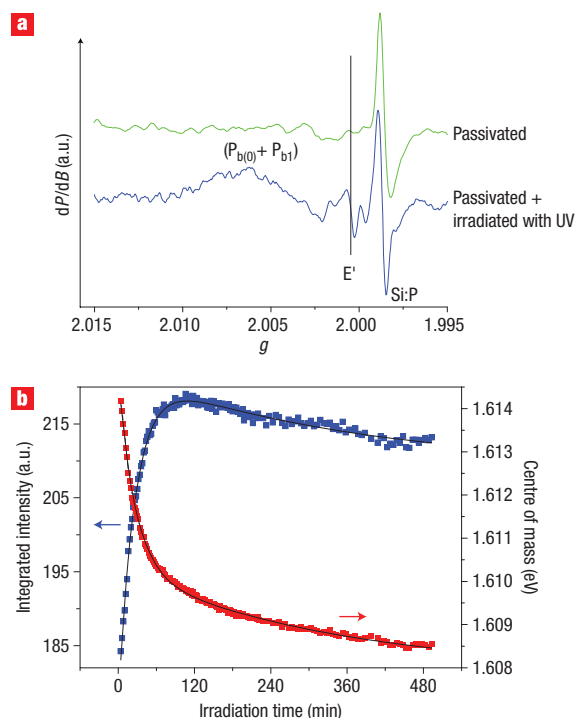 a
dP/dB (a.u.)
(P_b(0) + P_b1)
Passivated
Passivated +
irradiated with UV
E'
Si:P
2.015 2.010 2.005 2.000 1.995
g
b
Integrated intensity (a.u.)
215
205
195
185
1.614
1.613
1.612
1.611
1.610
1.609
1.608
Centre of mass (eV)
0 120 240 360 480
Irradiation time (min)